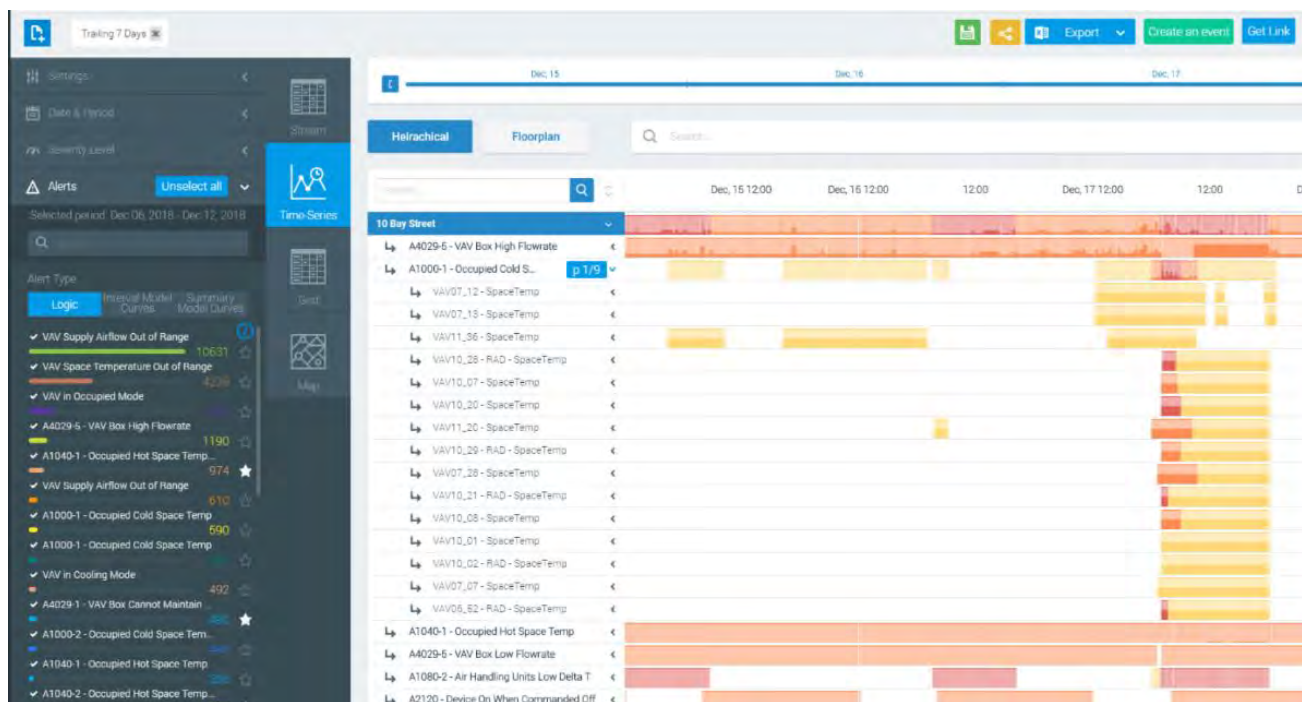 Trailing 7 Days
Export
Create an event
Get Link
Settings
Date & Period
Severity Level
Alerts
Unselect all
Selected period: Dec 06, 2018 - Dec 12, 2018
Alert Type
Logic
Interval Model Curves
Summary Model Curves
VAV Supply Airflow Out of Range
10631
VAV Space Temperature Out of Range
VAV in Occupied Mode
A4029-5 - VAV Box High Flowrate
1190
A1040-1 - Occupied Hot Space Temp...
974
VAV Supply Airflow Out of Range
610
A1000-1 - Occupied Cold Space Temp
590
A1000-1 - Occupied Cold Space Temp
VAV in Cooling Mode
492
A4029-1 - VAV Box Cannot Maintain ...
A1000-2 - Occupied Cold Space Tem...
A1040-1 - Occupied Hot Space Temp
A1040-2 - Occupied Hot Space Temp...
Stream
Time-Series
Grid
Map
Dec, 15
Dec, 16
Dec, 17
Heirachical
Floorplan
Search...
Dec, 15 12:00
Dec, 16 12:00
12:00
Dec, 17 12:00
12:00
10 Bay Street
A4029-5 - VAV Box High Flowrate
A1000-1 - Occupied Cold S...
p 1/9
VAV07_12 - SpaceTemp
VAV07_13 - SpaceTemp
VAV11_36 - SpaceTemp
VAV10_28 - RAD - SpaceTemp
VAV10_07 - SpaceTemp
VAV10_20 - SpaceTemp
VAV11_20 - SpaceTemp
VAV10_29 - RAD - SpaceTemp
VAV07_28 - SpaceTemp
VAV10_21 - RAD - SpaceTemp
VAV10_08 - SpaceTemp
VAV10_01 - SpaceTemp
VAV10_02 - RAD - SpaceTemp
VAV07_07 - SpaceTemp
VAV06_52 - RAD - SpaceTemp
A1040-1 - Occupied Hot Space Temp
A4029-6 - VAV Box Low Flowrate
A1080-2 - Air Handling Units Low Delta T
A2120 - Device On When Commanded Off